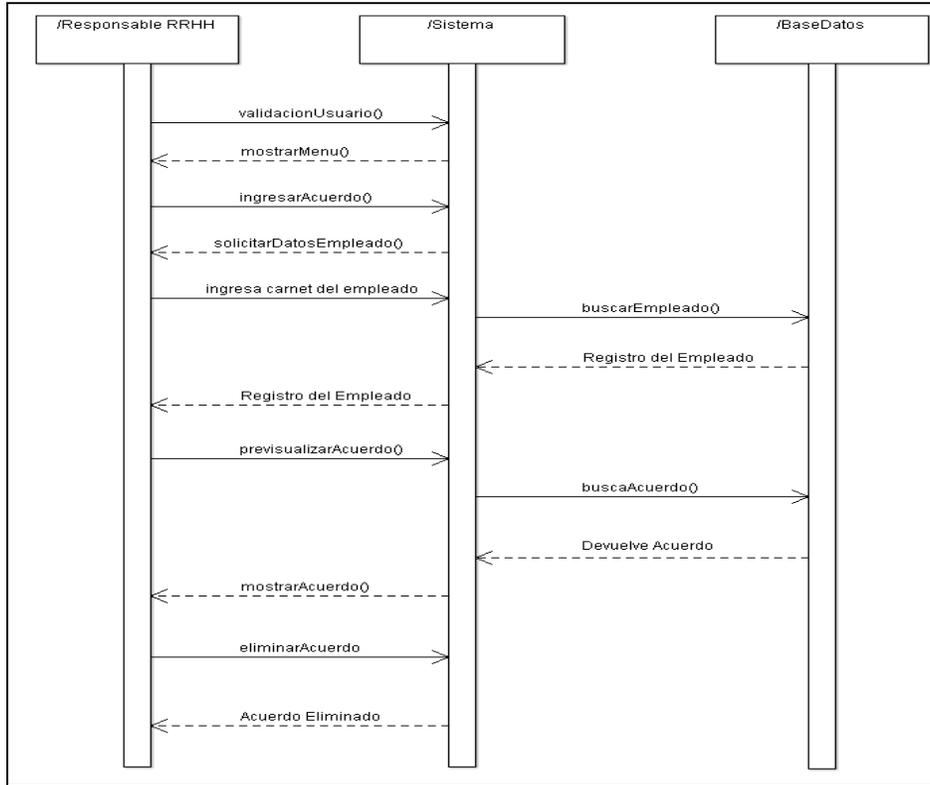 /Responsable RRHH
/Sistema
/BaseDatos
validacionUsuario()
mostrarMenu()
ingresarAcuerdo()
solicitarDatosEmpleado()
ingresa carnet del empleado
buscarEmpleado()
Registro del Empleado
Registro del Empleado
previsualizarAcuerdo()
buscaAcuerdo()
Devuelve Acuerdo
mostrarAcuerdo()
eliminarAcuerdo
Acuerdo Eliminado